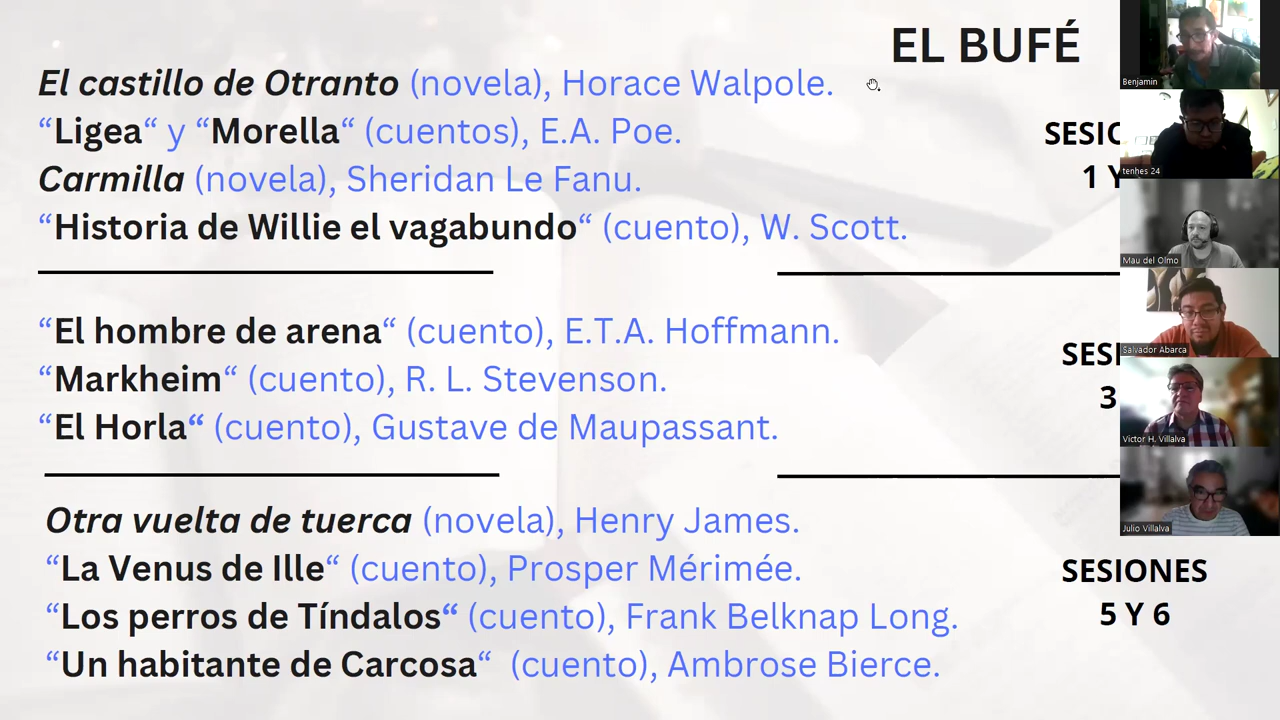 EL BUFÉ
El castillo de Otranto (novela), Horace Walpole.
“Ligea“ y “Morella“ (cuentos), E.A. Poe.
Carmilla (novela), Sheridan Le Fanu.
“Historia de Willie el vagabundo“ (cuento), W. Scott.
1 Y
“El hombre de arena“ (cuento), E.T.A. Hoffmann.
“Markheim“ (cuento), R. L. Stevenson.
“El Horla“ (cuento), Gustave de Maupassant.
3
Otra vuelta de tuerca (novela), Henry James.
“La Venus de Ille“ (cuento), Prosper Mérimée.
“Los perros de Tíndalos“ (cuento), Frank Belknap Long.
“Un habitante de Carcosa“ (cuento), Ambrose Bierce.
SESIONES
5 Y 6
Benjamin
tenhes 24
Mau del Olmo
Salvador Abarca
Victor H. Villalva
Julio Villalva